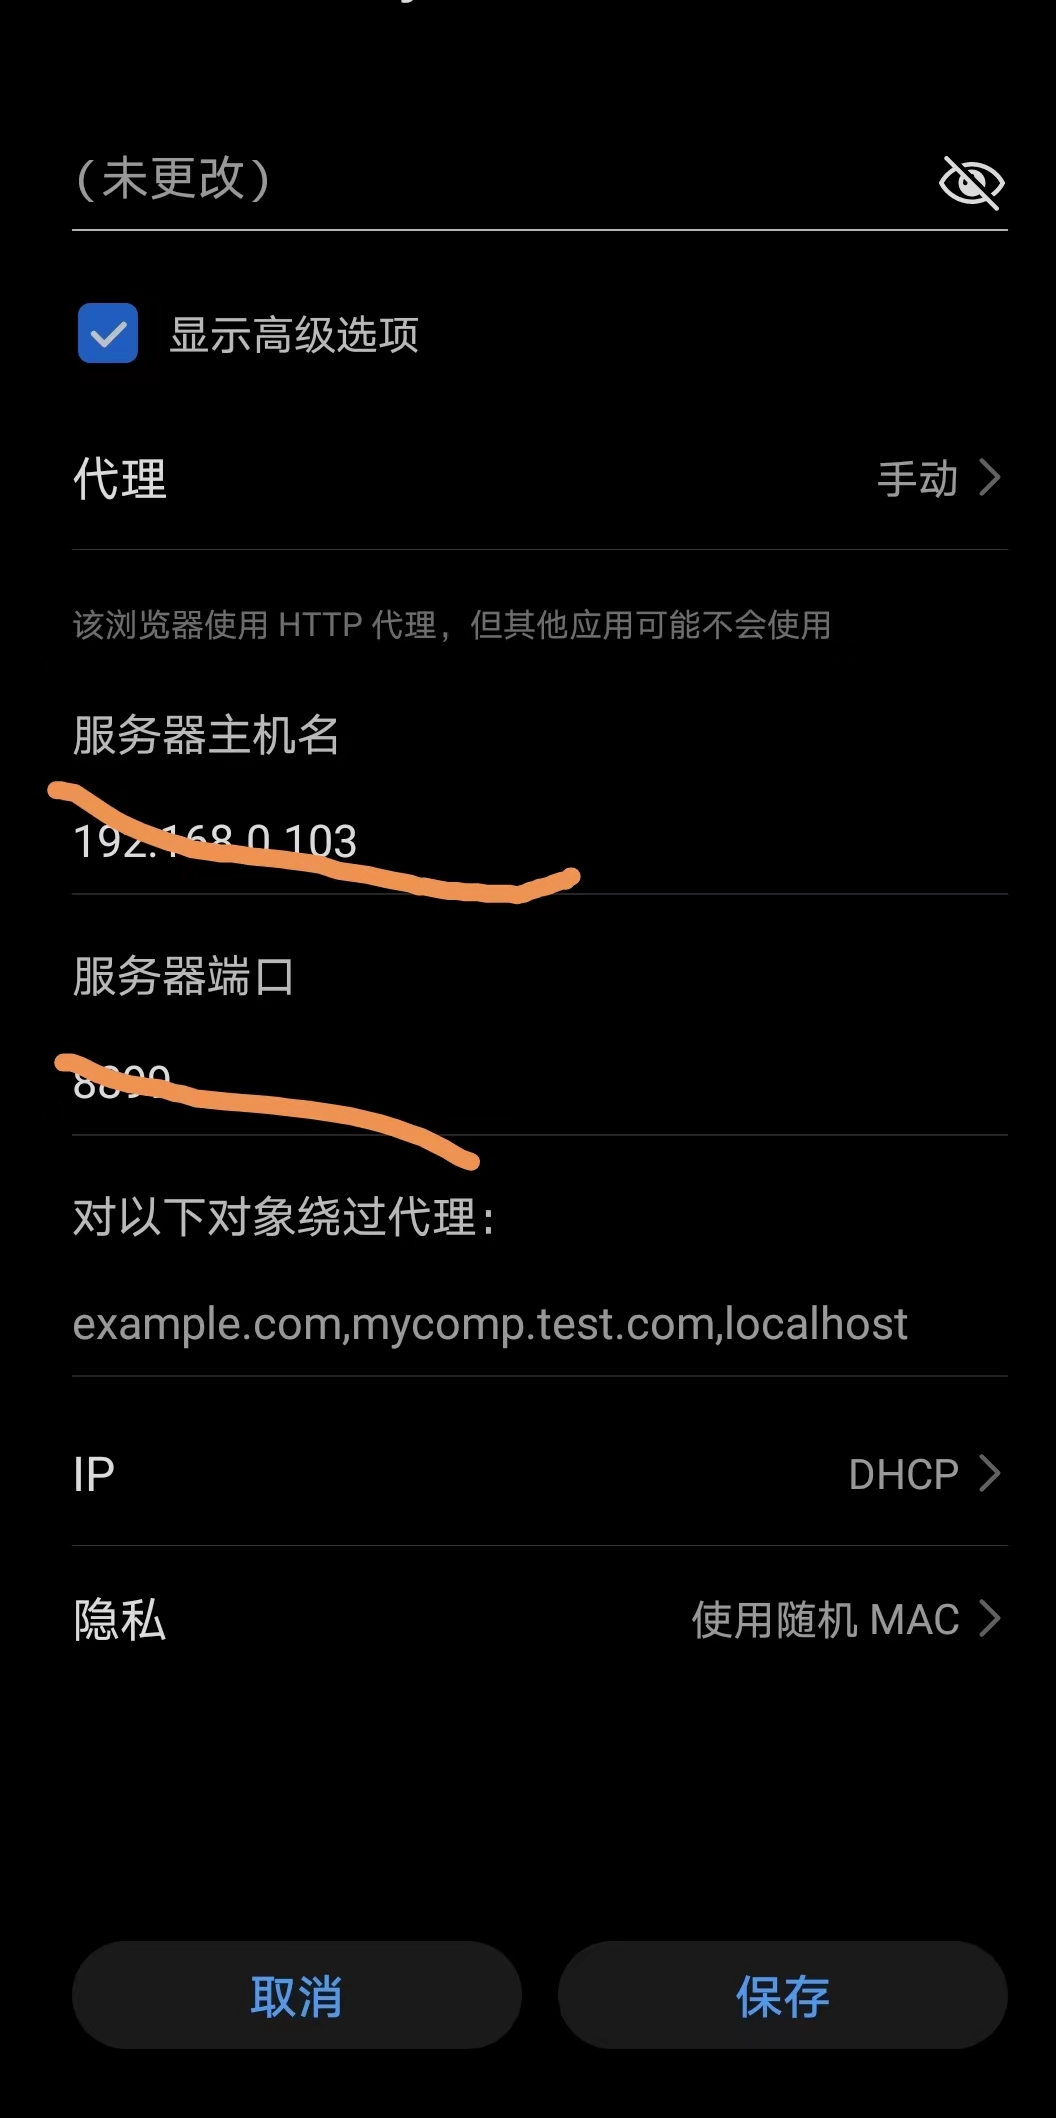 (未更改)
显示高级选项
代理
手动
该浏览器使用 HTTP 代理，但其他应用可能不会使用
服务器主机名
192.168.0.103
服务器端口
8899
对以下对象绕过代理：
example.com,mycomp.test.com,localhost
IP
DHCP
隐私
使用随机 MAC
取消
保存